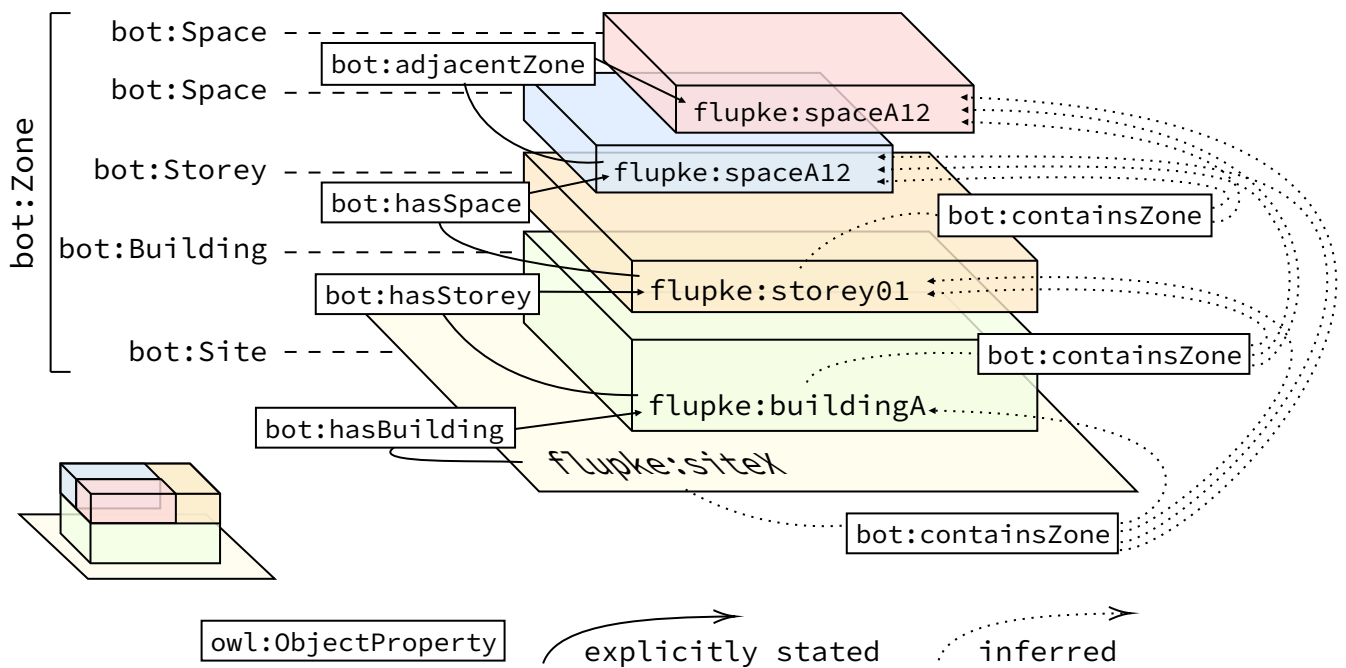 bot:Zone
bot:Space
bot:adjacentZone
bot:Space
flupke:spaceA12
bot:Storey
flupke:spaceA12
bot:hasSpace
bot:containsZone
bot:Building
bot:hasStorey
flupke:storey01
bot:Site
bot:containsZone
flupke:buildingA
bot:hasBuilding
flupke:siteX
bot:containsZone
owl:ObjectProperty
explicitly stated
inferred